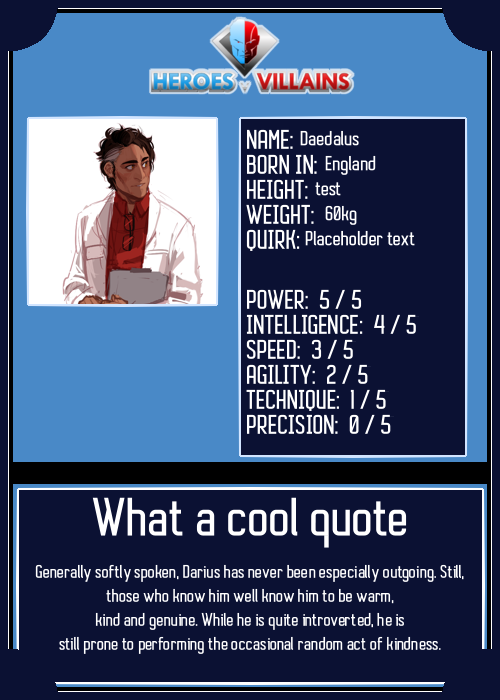 HEROES V VILLAINS
NAME: Daedalus
BORN IN: England
HEIGHT: test
WEIGHT: 60kg
QUIRK: Placeholder text
POWER: 5 / 5
INTELLIGENCE: 4 / 5
SPEED: 3 / 5
AGILITY: 2 / 5
TECHNIQUE: 1 / 5
PRECISION: 0 / 5
What a cool quote
Generally softly spoken, Darius has never been especially outgoing. Still,
those who know him well know him to be warm,
kind and genuine. While he is quite introverted, he is
still prone to performing the occasional random act of kindness.